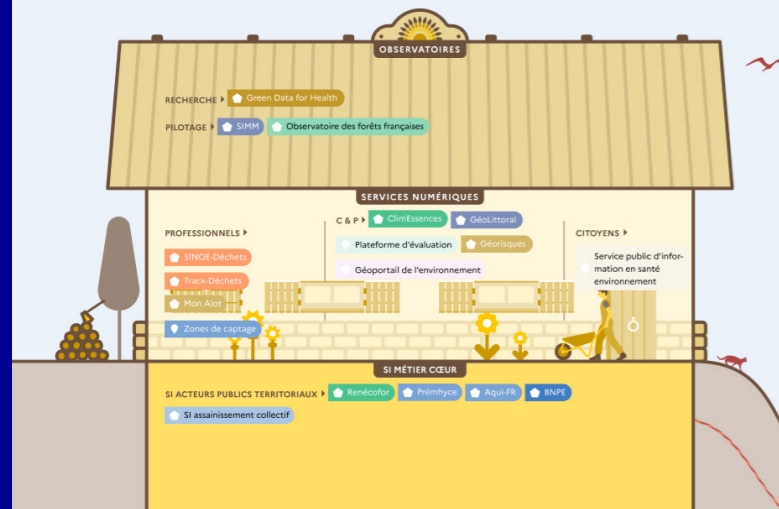 OBSERVATOIRES
RECHERCHE Green Data for Health
PILOTAGE SIMM Observatoire des forêts françaises
SERVICES NUMÉRIQUES
PROFESSIONNELS
SINOE-Déchets
Track-Déchets
Mon Aiot
Zones de captage
C & P ClimEssences GéoLittoral
Plateforme d'évaluation Géorisques
Géoportail de l'environnement
CITOYENS
Service public d'infor-
mation en santé
environnement
SI MÉTIER CŒUR
SI ACTEURS PUBLICS TERRITORIAUX Renécofor Prémhyce Aqui-FR BNPE
SI assainissement collectif